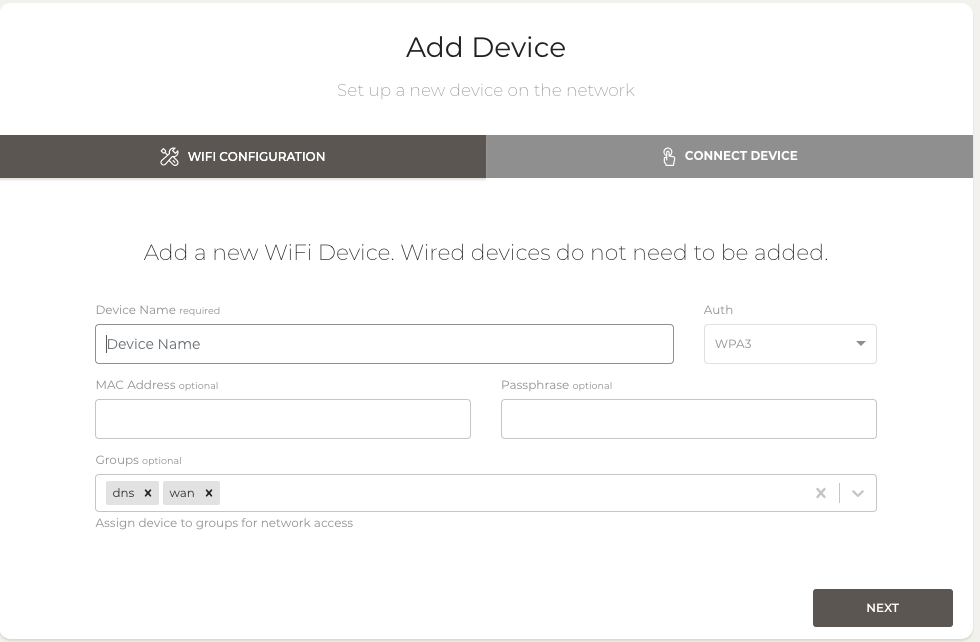 Add Device
Set up a new device on the network
WIFI CONFIGURATION
CONNECT DEVICE
Add a new WiFi Device. Wired devices do not need to be added.
Device Name required
Auth
Device Name
WPA3
MAC Address optional
Passphrase optional
Groups optional
dns x wan x
Assign device to groups for network access
NEXT